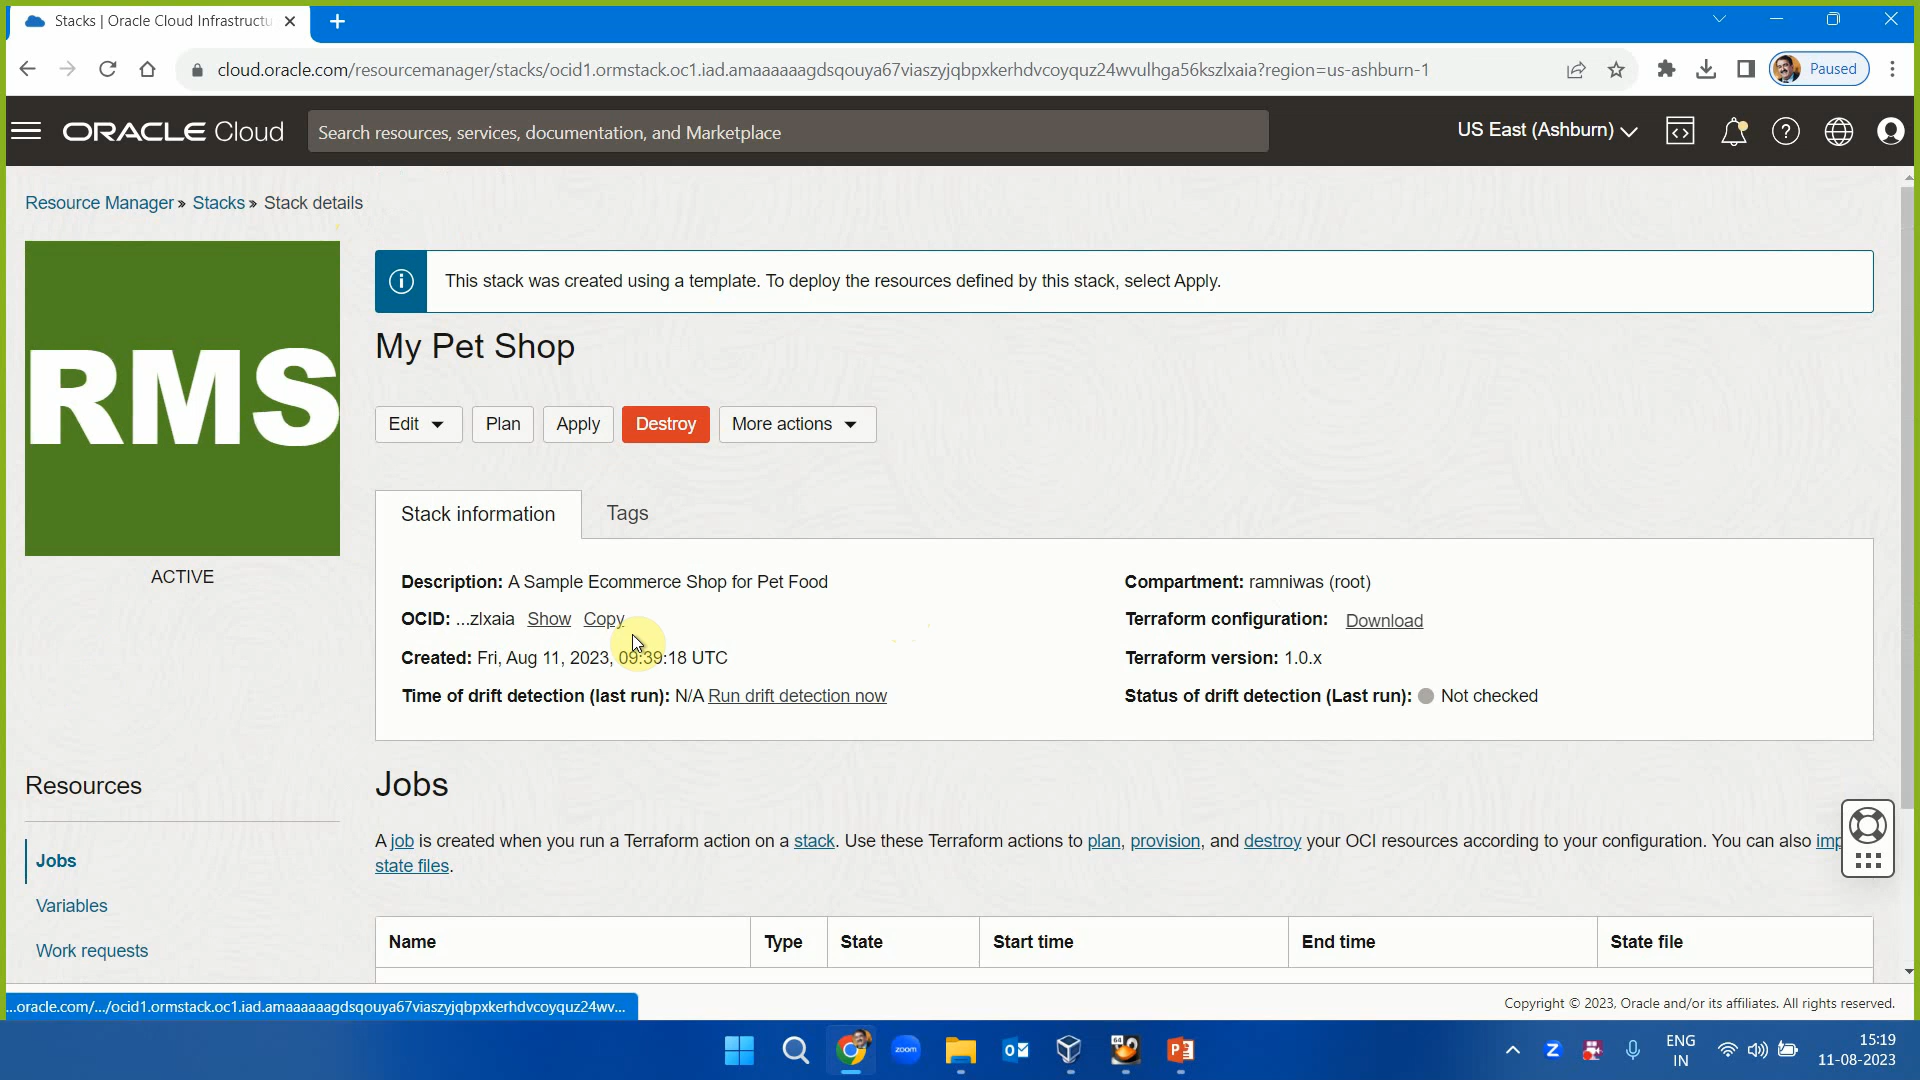 Stacks | Oracle Cloud Infrastructu
cloud.oracle.com/resourcemanager/stacks/ocid1.ormstack.oc1.iad.amaaaaaagdsqouya67viaszyjqbpxkerhdvcoyquz24wvulhga56kszlxaia?region=us-ashburn-1
Paused
ORACLE Cloud
Search resources, services, documentation, and Marketplace
US East (Ashburn)
Resource Manager » Stacks » Stack details
RMS
ACTIVE
This stack was created using a template. To deploy the resources defined by this stack, select Apply.
My Pet Shop
Edit Plan Apply Destroy More actions
Stack information Tags
Description: A Sample Ecommerce Shop for Pet Food
OCID: ...zlxaia Show Copy
Created: Fri, Aug 11, 2023, 09:39:18 UTC
Time of drift detection (last run): N/A Run drift detection now
Compartment: ramniwas (root)
Terraform configuration: Download
Terraform version: 1.0.x
Status of drift detection (Last run): Not checked
Resources
Jobs
Variables
Work requests
Jobs
A job is created when you run a Terraform action on a stack. Use these Terraform actions to plan, provision, and destroy your OCI resources according to your configuration. You can also imp
state files.
Name Type State Start time End time State file
...oracle.com/.../ocid1.ormstack.oc1.iad.amaaaaaagdsqouya67viaszyjqbpxkerhdvcoyquz24wv...
Copyright © 2023, Oracle and/or its affiliates. All rights reserved.
zoom
64
Z
ENG
IN
15:19
11-08-2023